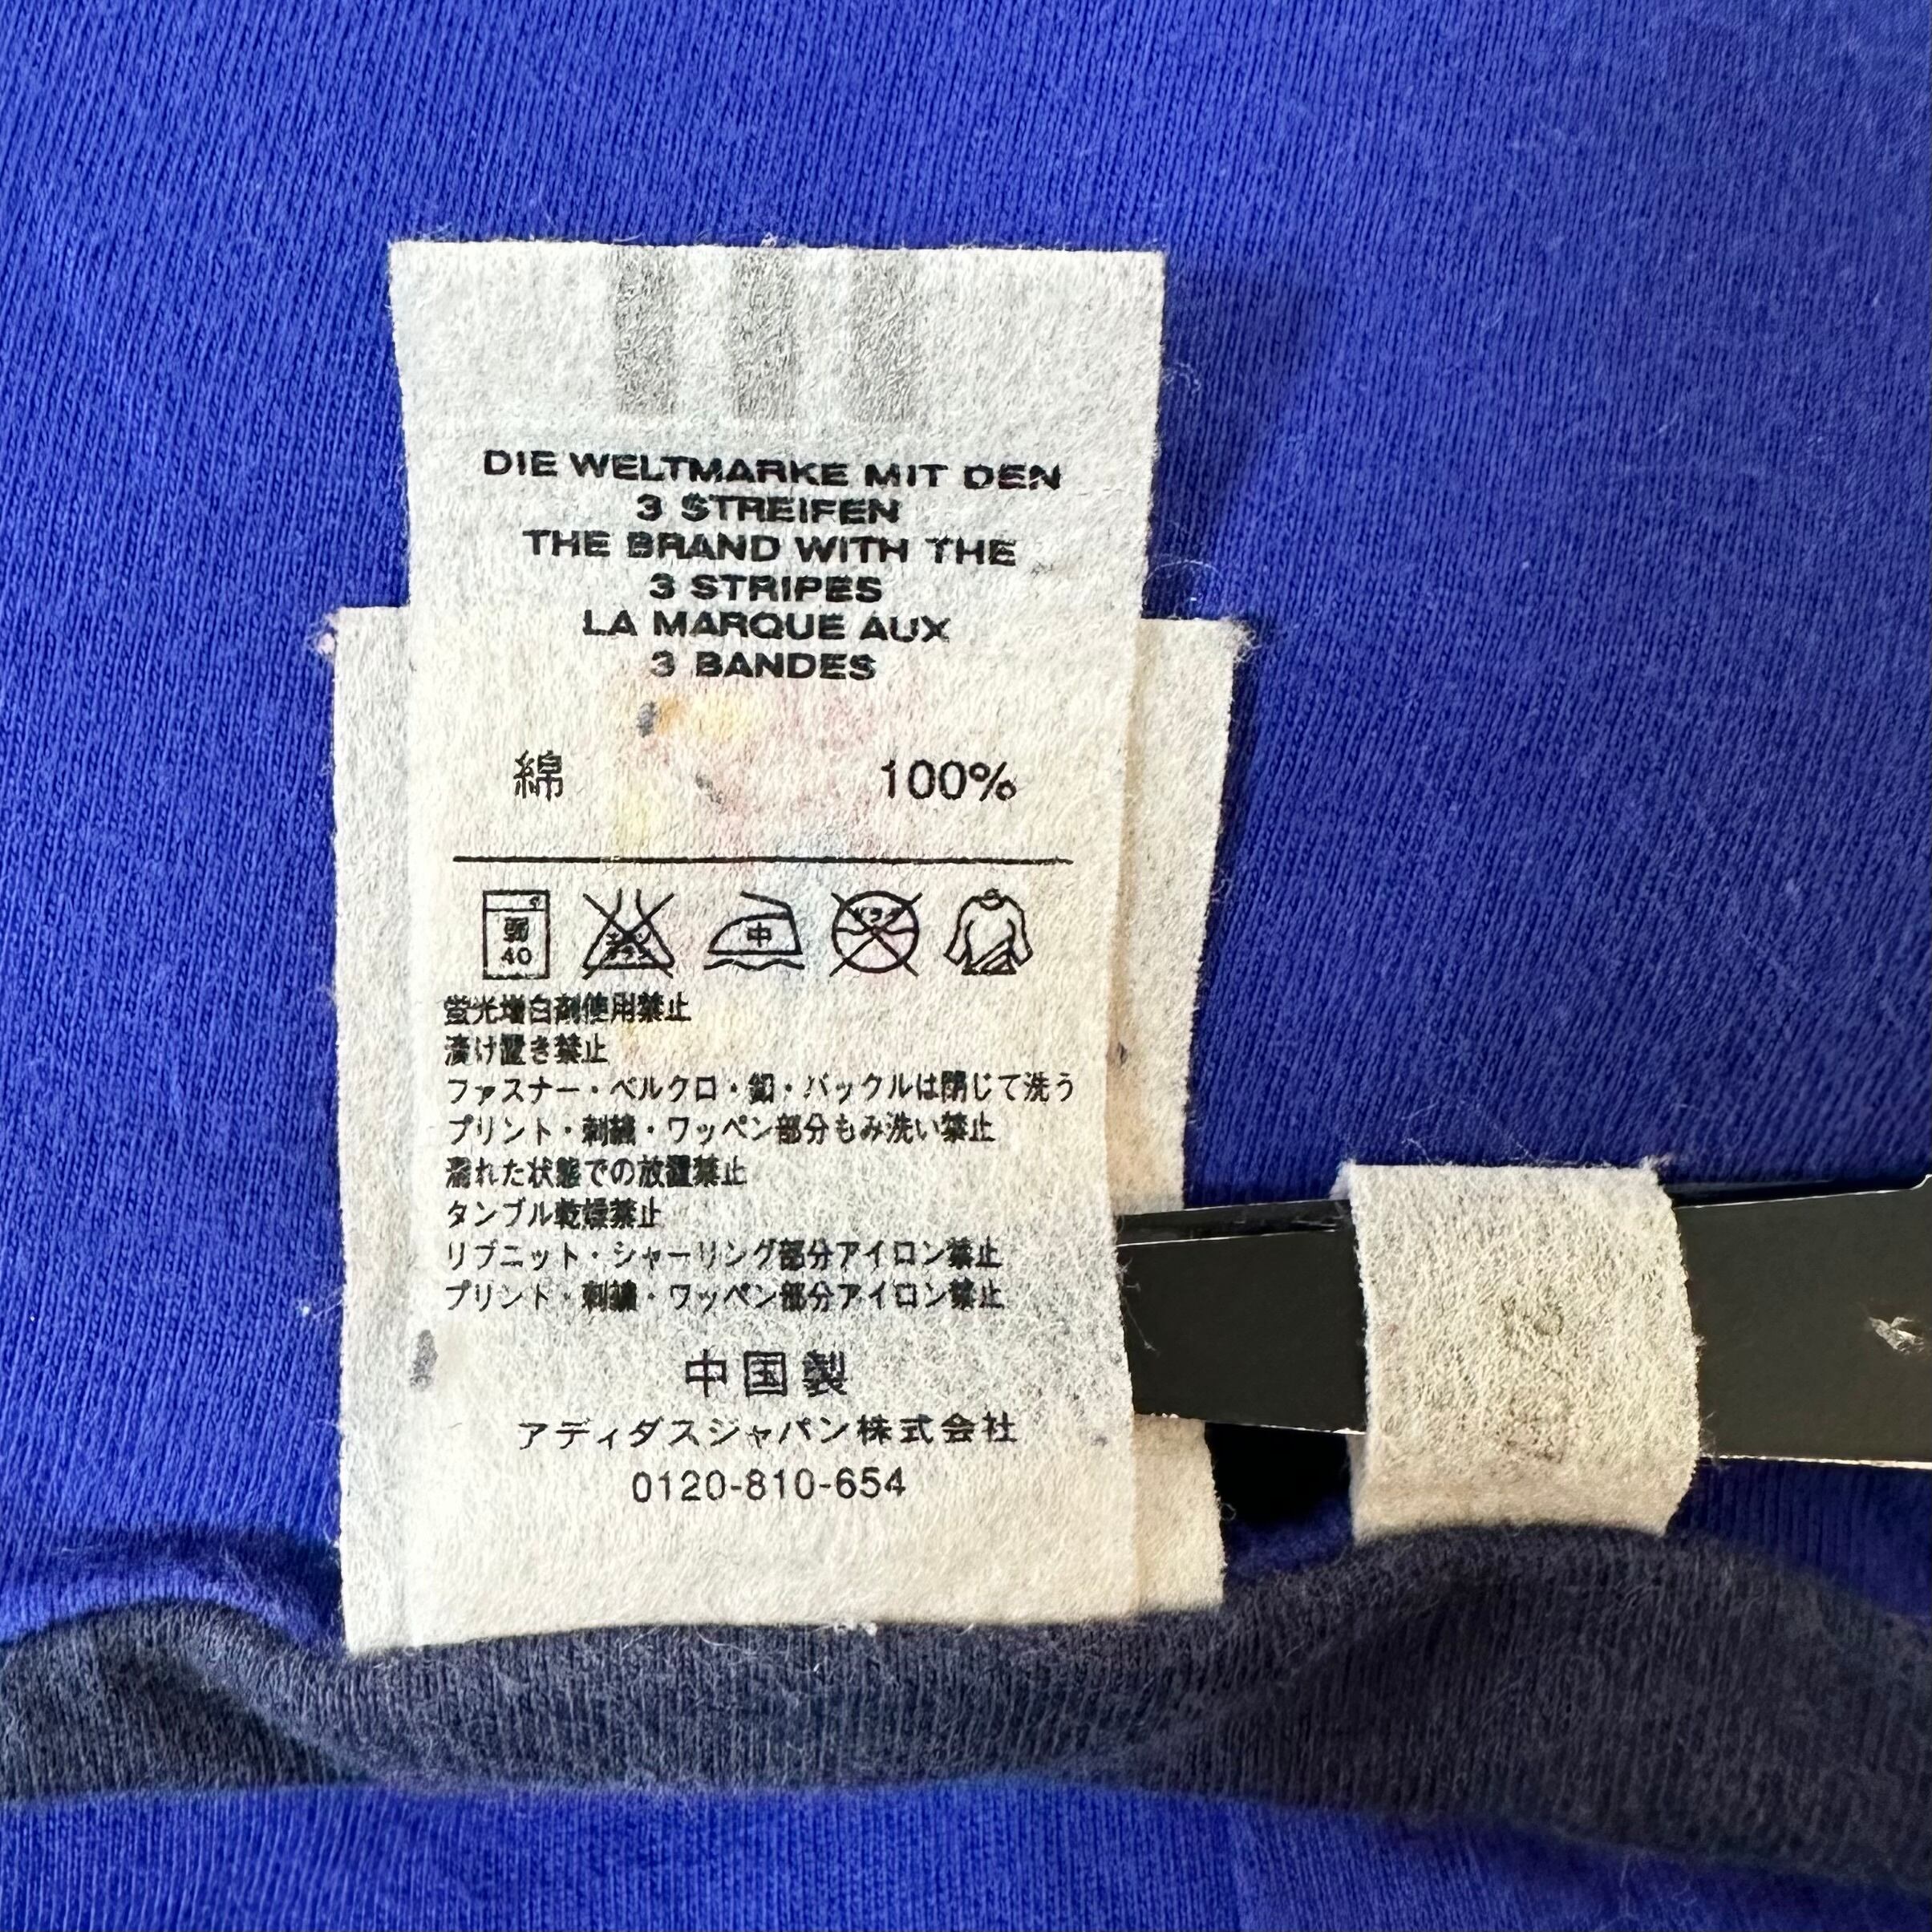 DIE WELTMARKE MIT DEN
3 STREIFEN
THE BRAND WITH THE
3 STRIPES
LA MARQUE AUX
3 BANDES
綿 100%
弱 中 ドライ
40
蛍光増白剤使用禁止
漬け置き禁止
ファスナー・ベルクロ・釦・バックルは閉じて洗う
プリント・刺繍・ワッペン部分もみ洗い禁止
濡れた状態での放置禁止
タンブル乾燥禁止
リブニット・シャーリング部分アイロン禁止
プリント・刺繍・ワッペン部分アイロン禁止
中国製
アディダスジャパン株式会社
0120-810-654